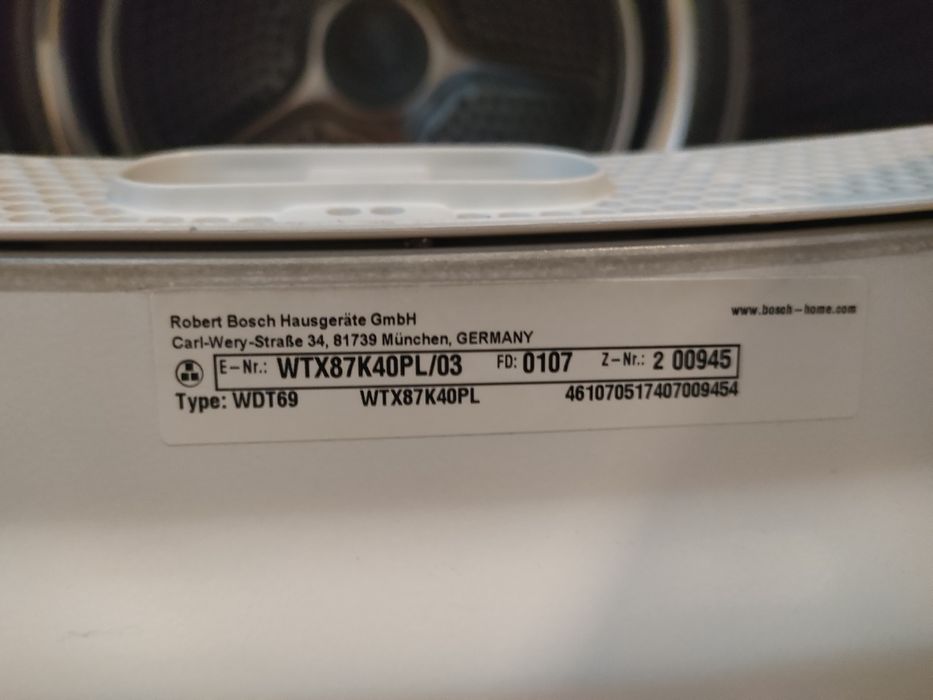 Robert Bosch Hausgeräte GmbH
www.bosch-home.com
Carl-Wery-Straße 34, 81739 München, GERMANY
E-Nr.: WTX87K40PL/03 FD: 0107 Z-Nr.: 2 00945
Type: WDT69 WTX87K40PL 461070517407009454